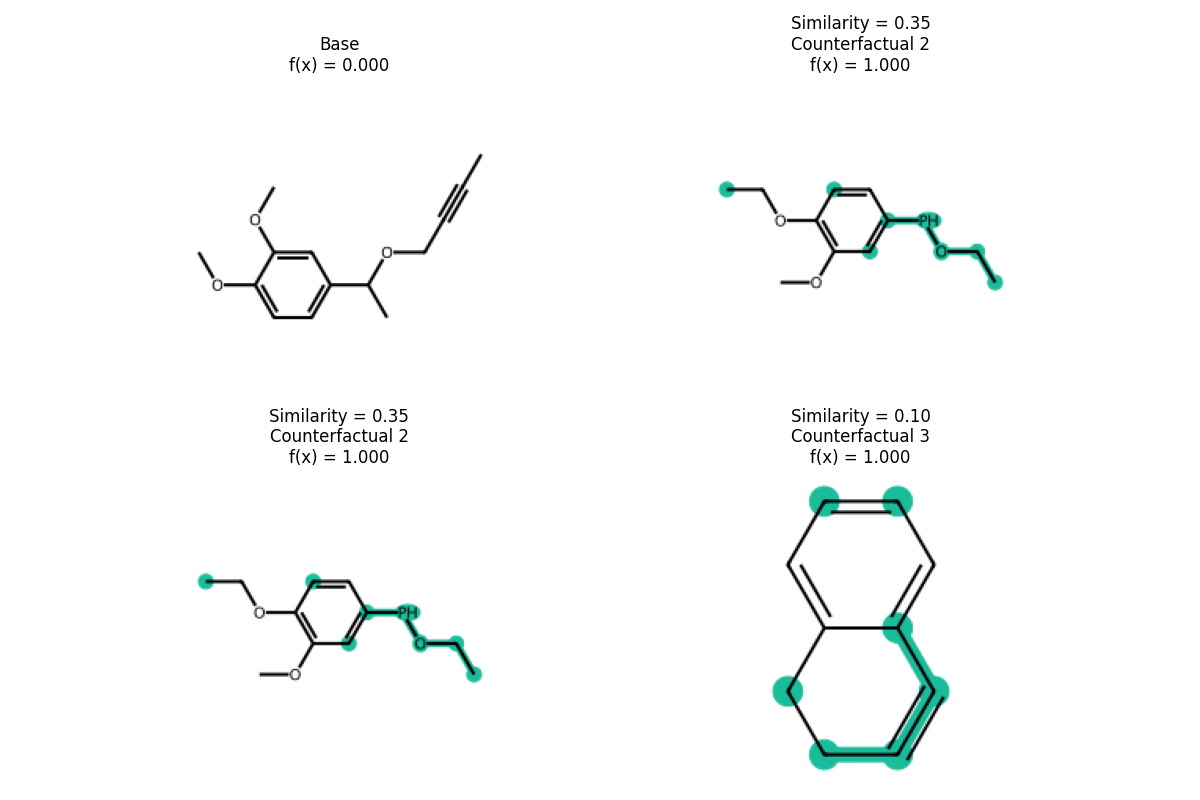 Base
f(x) = 0.000
Similarity = 0.35
Counterfactual 2
f(x) = 1.000
O
O
O
O
PH
O
O
Similarity = 0.35
Counterfactual 2
f(x) = 1.000
Similarity = 0.10
Counterfactual 3
f(x) = 1.000
O
PH
O
O